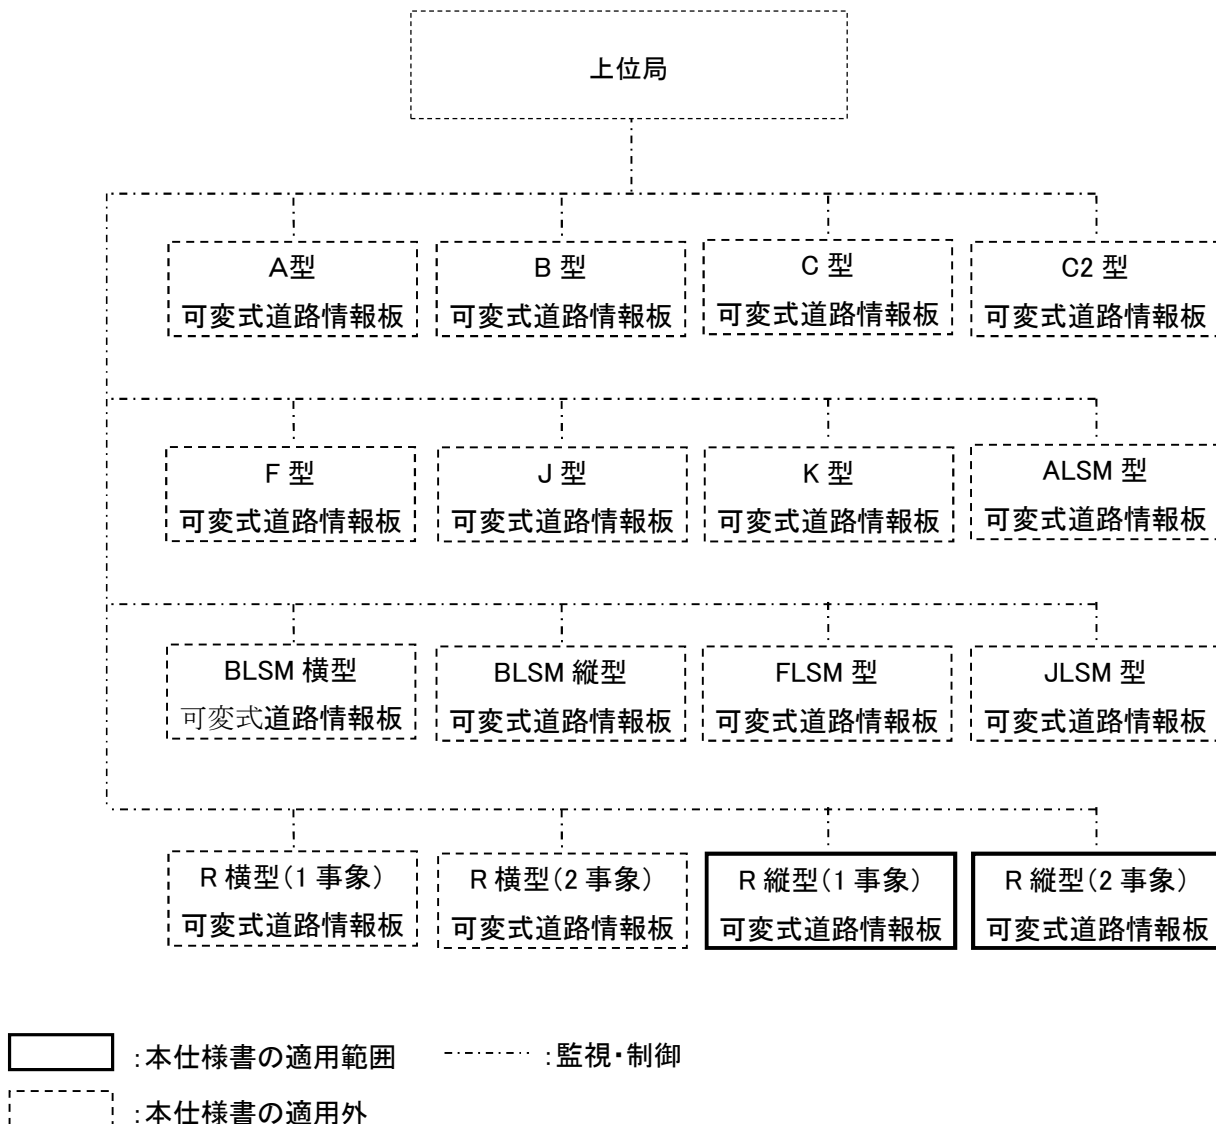 上位局
A型
可変式道路情報板
B 型
可変式道路情報板
C 型
可変式道路情報板
C2 型
可変式道路情報板
F 型
可変式道路情報板
J 型
可変式道路情報板
K 型
可変式道路情報板
ALSM 型
可変式道路情報板
BLSM 横型
可変式道路情報板
BLSM 縦型
可変式道路情報板
FLSM 型
可変式道路情報板
JLSM 型
可変式道路情報板
R 横型(1 事象)
可変式道路情報板
R 横型(2 事象)
可変式道路情報板
R 縦型(1 事象)
可変式道路情報板
R 縦型(2 事象)
可変式道路情報板
:本仕様書の適用範囲
:監視・制御
:本仕様書の適用外